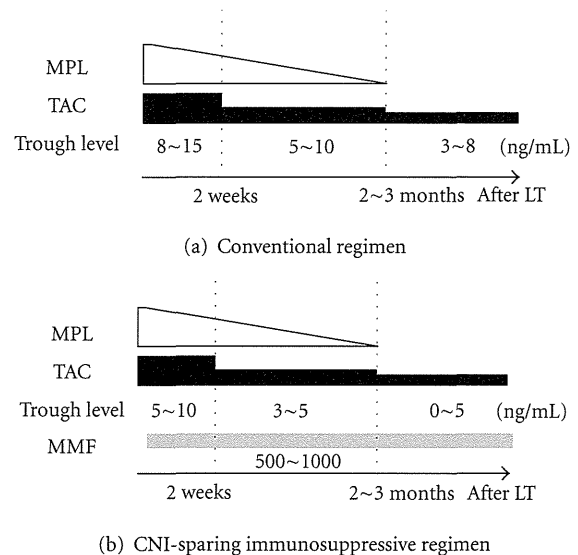 MPL
TAC
Trough level 8~15 5~10 3~8 (ng/mL)
2 weeks 2~3 months After LT
(a) Conventional regimen
MPL
TAC
Trough level 5~10 3~5 0~5 (ng/mL)
MMF
500~1000
2 weeks 2~3 months After LT
(b) CNI-sparing immunosuppressive regimen